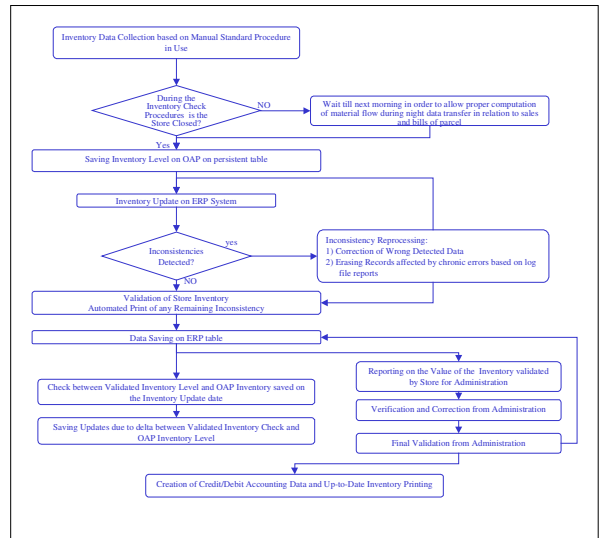 Inventory Data Collection based on Manual Standard Procedure
in Use
During the
Inventory Check
Procedures is the
Store Closed?
NO
Wait till next morning in order to allow proper computation
of material flow during night data transfer in relation to sales
and bills of parcel
Yes
Saving Inventory Level on OAP on persistent table
Inventory Update on ERP System
Inconsistencies
Detected?
yes
NO
Inconsistency Reprocessing:
1) Correction of Wrong Detected Data
2) Erasing Records affected by chronic errors based on log
file reports
Validation of Store Inventory
Automated Print of any Remaining Inconsistency
Data Saving on ERP table
Check between Validated Inventory Level and OAP Inventory saved on
the Inventory Update date
Saving Updates due to delta between Validated Inventory Check and
OAP Inventory Level
Reporting on the Value of the Inventory validated
by Store for Administration
Verification and Correction from Administration
Final Validation from Administration
Creation of Credit/Debit Accounting Data and Up-to-Date Inventory Printing